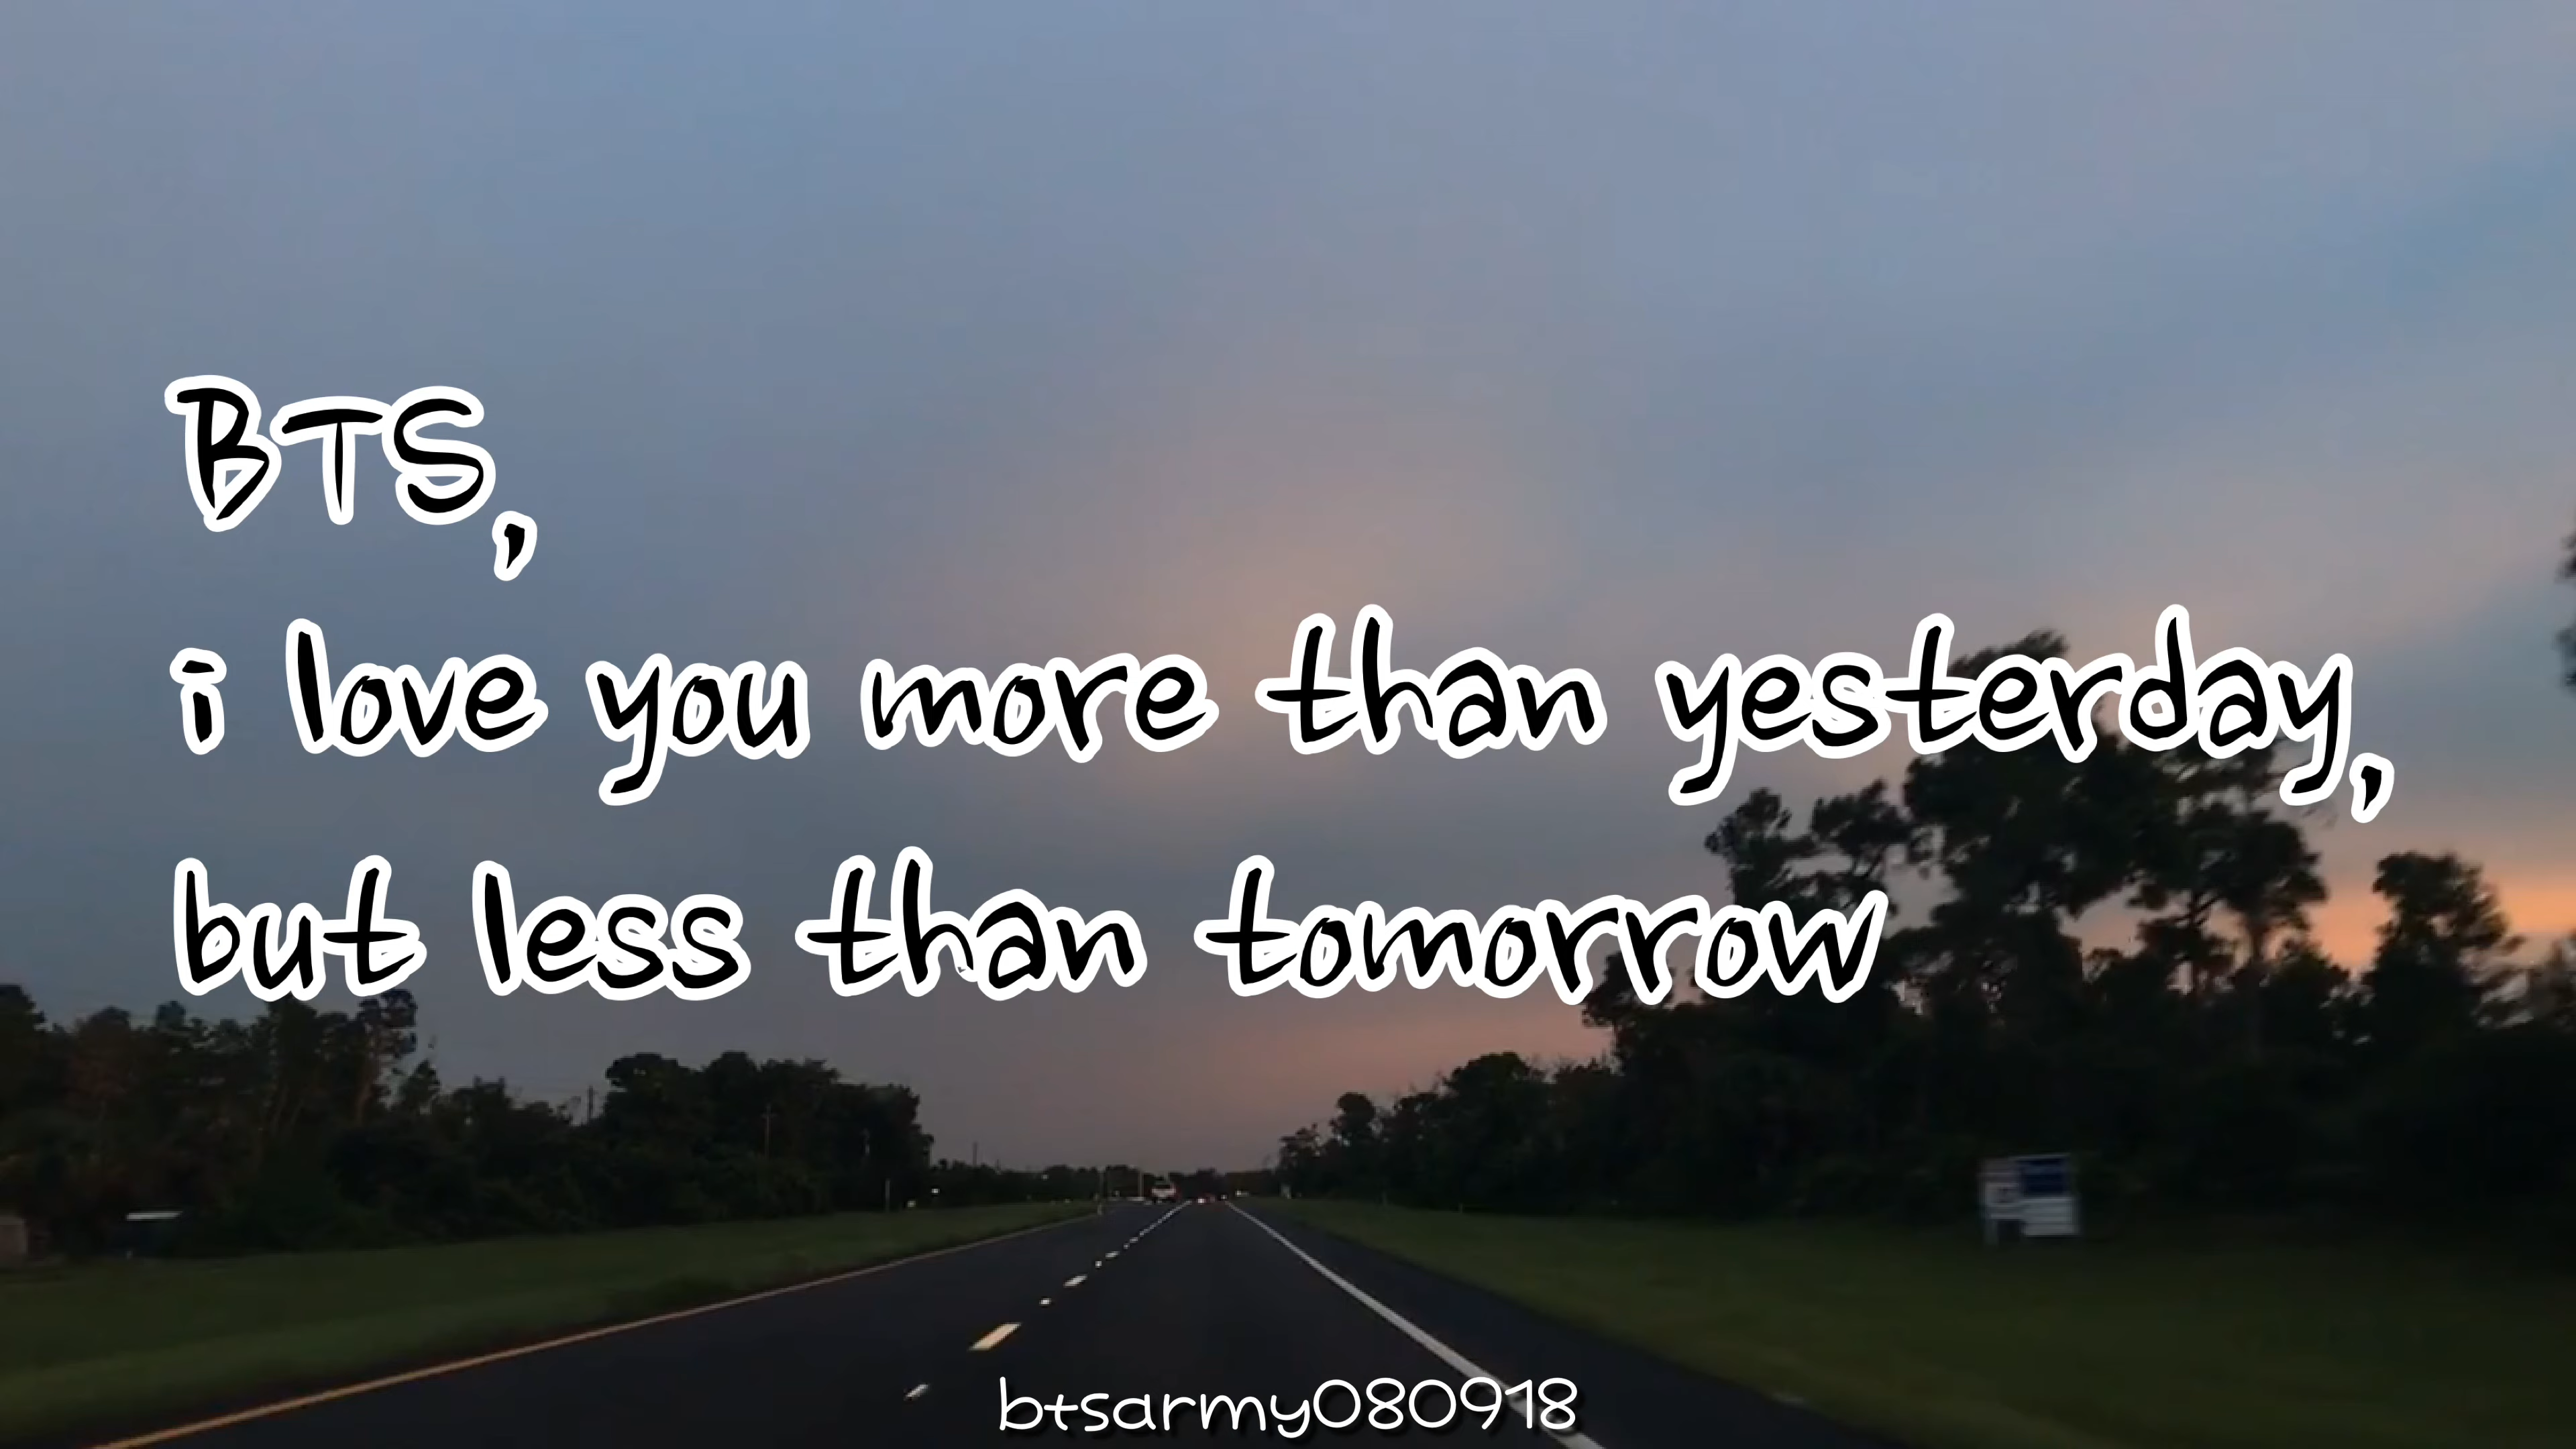 BTS,
i love you more than yesterday,
but less than tomorrow
btsarmy080918